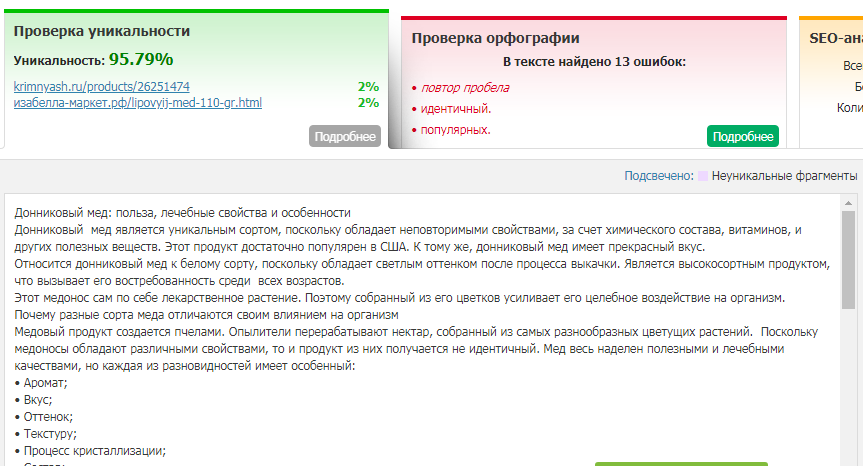 Проверка уникальности
Уникальность: 95.79%
krimnyash.ru/products/26251474 2%
изабелла-маркет.рф/lipovyij-med-110-gr.html 2%
Подробнее
Проверка орфографии
В тексте найдено 13 ошибок:
• повтор пробела
• идентичный.
• популярных.
Подробнее
SEO-ана
Все
Бе
Коли
Подсвечено: Неуникальные фрагменты
Донниковый мед: польза, лечебные свойства и особенности
Донниковый  мед является уникальным сортом, поскольку обладает неповторимыми свойствами, за счет химического состава, витаминов, и
других полезных веществ. Этот продукт достаточно популярен в США. К тому же, донниковый мед имеет прекрасный вкус.
Относится донниковый мед к белому сорту, поскольку обладает светлым оттенком после процесса выкачки. Является высокосортным продуктом,
что вызывает его востребованность среди  всех возрастов.
Этот медонос сам по себе лекарственное растение. Поэтому собранный из его цветков усиливает его целебное воздействие на организм.
Почему разные сорта меда отличаются своим влиянием на организм
Медовый продукт создается пчелами. Опылители перерабатывают нектар, собранный из самых разнообразных цветущих растений.  Поскольку
медоносы обладают различными свойствами, то и продукт из них получается не идентичный. Мед весь наделен полезными и лечебными
качествами, но каждая из разновидностей имеет особенный:
• Аромат;
• Вкус;
• Оттенок;
• Текстуру;
• Процесс кристаллизации;